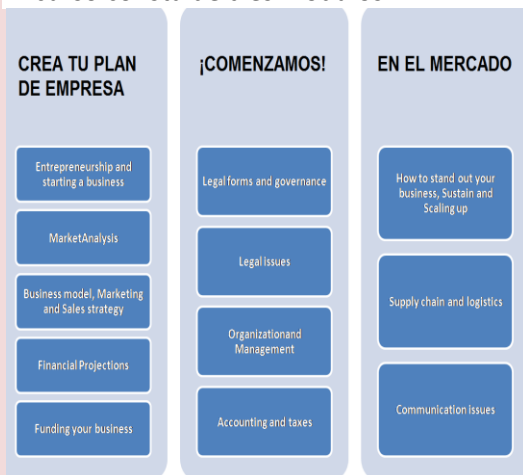 CREA TU PLAN
DE EMPRESA
Entrepreneurship and
starting a business
MarketAnalysis
Business model, Marketing
and Sales strategy
Financial Projections
Funding your business
¡COMENZAMOS!
Legal forms and governance
Legal issues
Organizationand
Management
Accounting and taxes
EN EL MERCADO
How to stand out your
business, Sustain and
Scaling up
Supply chain and logistics
Communication issues